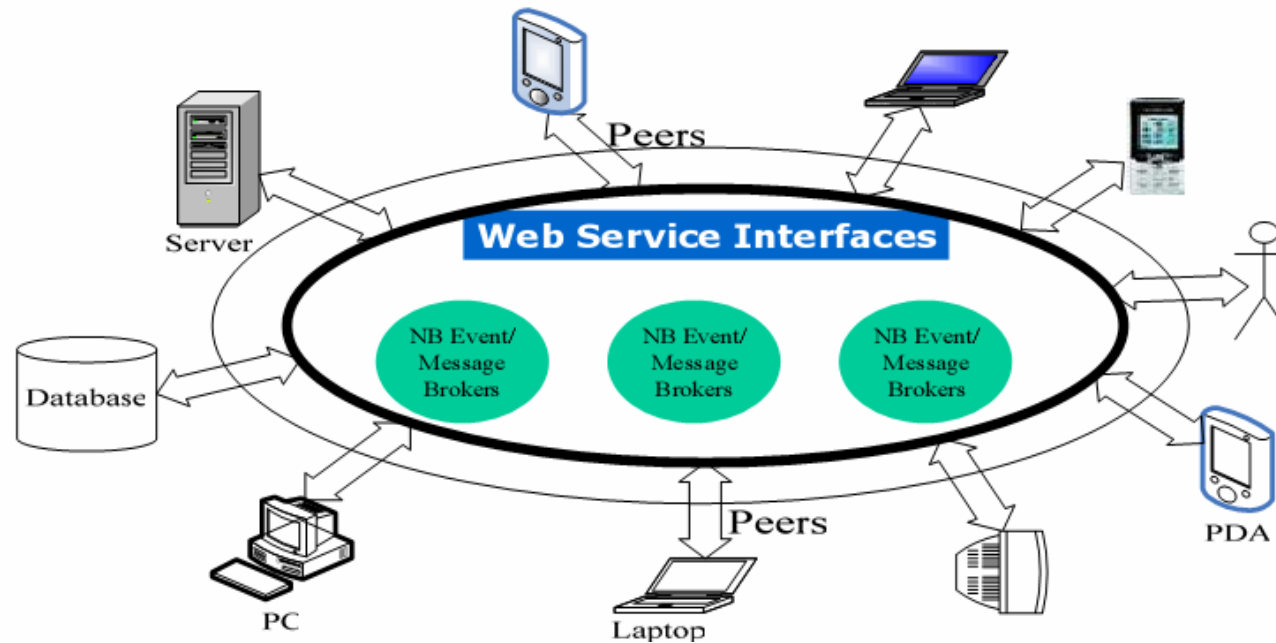 Peers
Server
Web Service Interfaces
NB Event/
Message
Brokers
NB Event/
Message
Brokers
NB Event/
Message
Brokers
Database
Peers
PDA
PC
Laptop